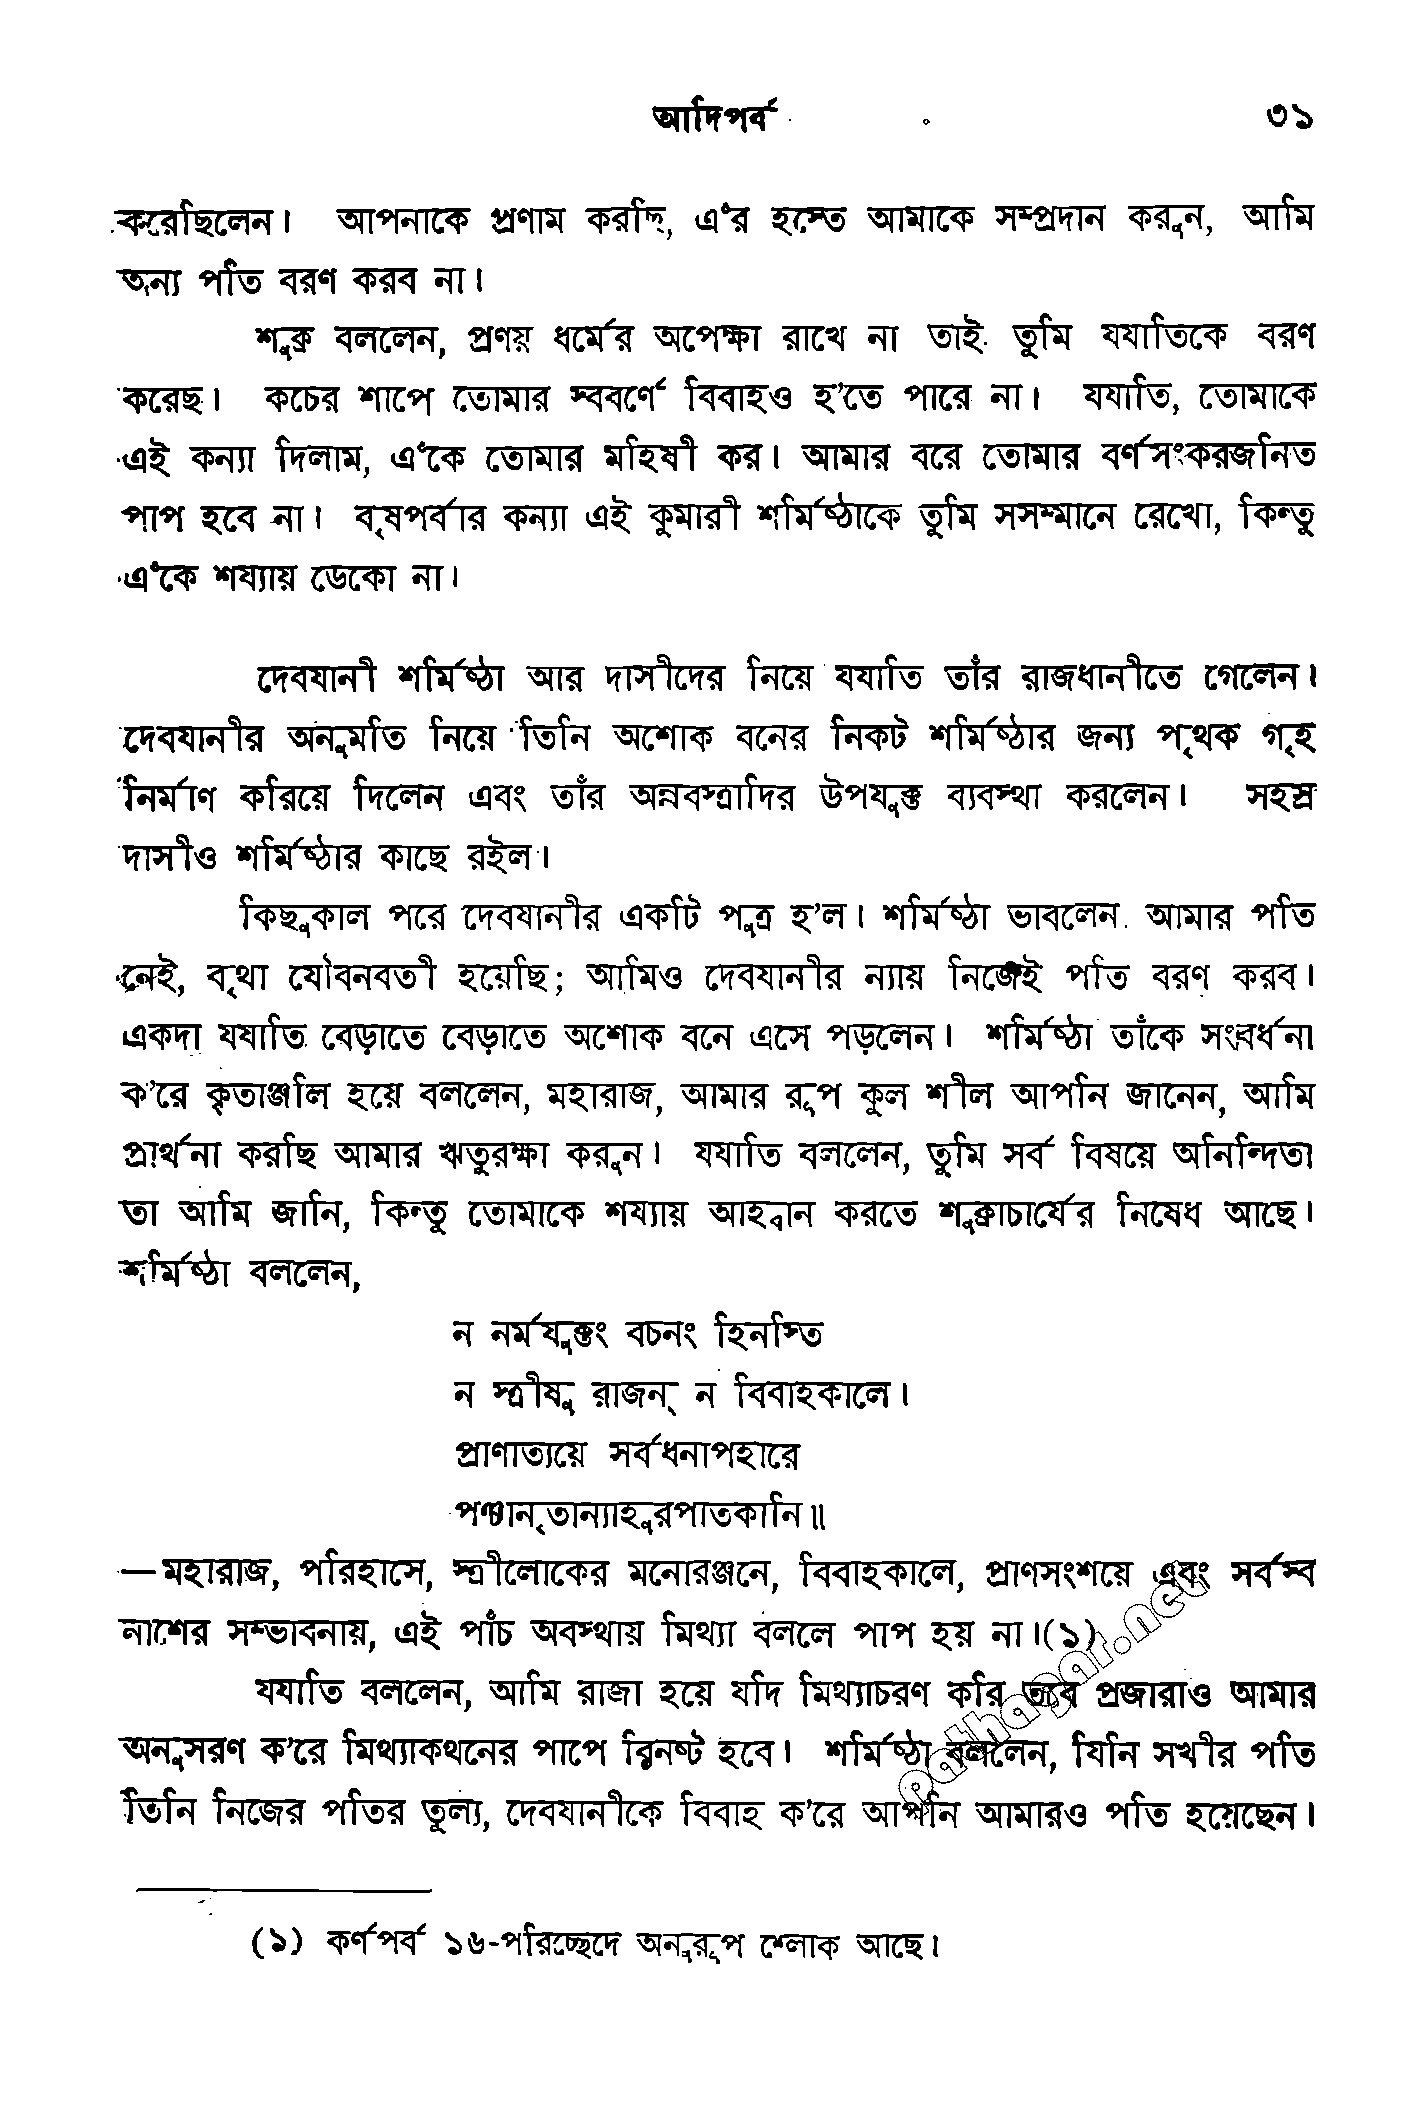 আদিপর্ব ৩১
করেছিলেন। আপনাকে প্রণাম করছি, এঁর হস্তে আমাকে সম্প্রদান করুন, আমি
অন্য পতি বরণ করব না।
শুক্র বললেন, প্রণয় ধর্মের অপেক্ষা রাখে না তাই তুমি যযাতিকে বরণ
করেছ। কচের শাপে তোমার স্ববর্ণে বিবাহও হ’তে পারে না। যযাতি, তোমাকে
এই কন্যা দিলাম, এঁকে তোমার মহিষী কর। আমার বরে তোমার বর্ণসংকরজনিত
পাপ হবে না। বৃষপর্বার কন্যা এই কুমারী শর্মিষ্ঠাকে তুমি সসম্মানে রেখো, কিন্তু
এঁকে শয্যায় ডেকো না।
দেবযানী শর্মিষ্ঠা আর দাসীদের নিয়ে যযাতি তাঁর রাজধানীতে গেলেন।
দেবযানীর অনুমতি নিয়ে তিনি অশোক বনের নিকট শর্মিষ্ঠার জন্য পৃথক গৃহ
নির্মাণ করিয়ে দিলেন এবং তাঁর অন্নবস্ত্রাদির উপযুক্ত ব্যবস্থা করলেন। সহস্র
দাসীও শর্মিষ্ঠার কাছে রইল।
কিছুকাল পরে দেবযানীর একটি পুত্র হ’ল। শর্মিষ্ঠা ভাবলেন. আমার পতি
নেই, বৃথা যৌবনবতী হয়েছি; আমিও দেবযানীর ন্যায় নিজেই পতি বরণ করব।
একদা যযাতি বেড়াতে বেড়াতে অশোক বনে এসে পড়লেন। শর্মিষ্ঠা তাঁকে সংবর্ধনা
ক’রে কৃতাঞ্জলি হয়ে বললেন, মহারাজ, আমার রূপ কুল শীল আপনি জানেন, আমি
প্রার্থনা করছি আমার ঋতুরক্ষা করুন। যযাতি বললেন, তুমি সর্ব বিষয়ে অনিন্দিতা
তা আমি জানি, কিন্তু তোমাকে শয্যায় আহ্বান করতে শুক্রাচার্যের নিষেধ আছে।
শর্মিষ্ঠা বললেন,
ন নর্মযুক্তং বচনং হিনস্তি
ন স্ত্রীষু রাজন্ ন বিবাহকালে।
প্রাণাত্যয়ে সর্বধনাপহারে
পঞ্চানৃতান্যাহুরপাতকানি॥
—মহারাজ, পরিহাসে, স্ত্রীলোকের মনোরঞ্জনে, বিবাহকালে, প্রাণসংশয়ে এবং সর্বস্ব
নাশের সম্ভাবনায়, এই পাঁচ অবস্থায় মিথ্যা বললে পাপ হয় না।(১)
যযাতি বললেন, আমি রাজা হয়ে যদি মিথ্যাচরণ করি তবে প্রজারাও আমার
অনুসরণ ক’রে মিথ্যাকথনের পাপে বিনষ্ট হবে। শর্মিষ্ঠা বললেন, যিনি সখীর পতি
তিনি নিজের পতির তুল্য, দেবযানীকে বিবাহ ক’রে আপনি আমারও পতি হয়েছেন।
(১) কর্ণপর্ব ১৬-পরিচ্ছেদে অনুরূপ শ্লোক আছে।
Pathagar.net